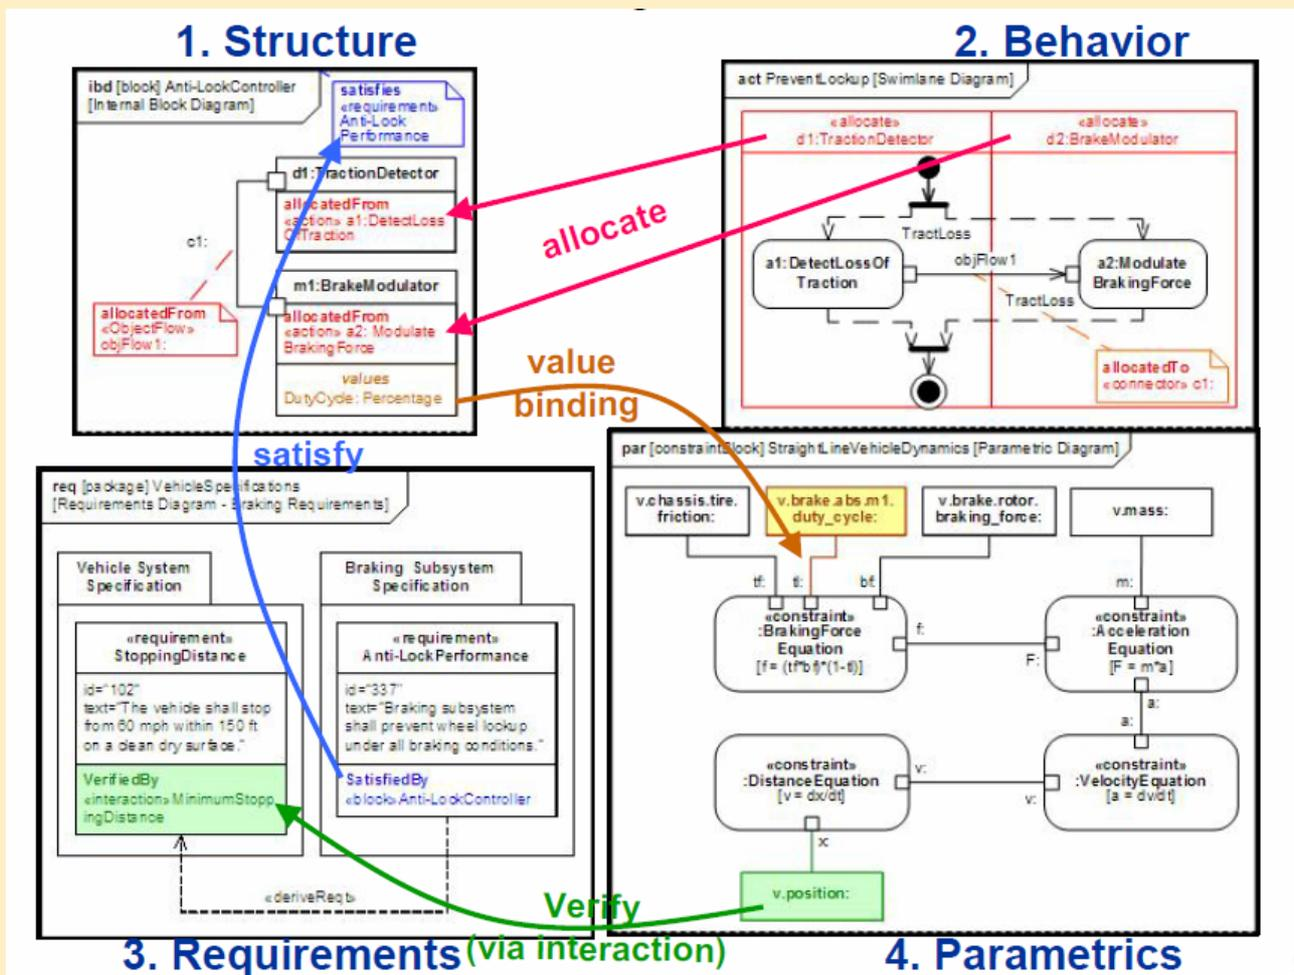 1. Structure
ibd [block] Anti-LockController
[Internal Block Diagram]
satisfies
«requirement»
Anti-Lock
Performance
d1:TractionDetector
allocatedFrom
«action» a1:DetectLoss
OfTraction
c1:
m1:BrakeModulator
allocatedFrom
«action» a2: Modulate
BrakingForce
values
DutyCycle: Percentage
allocatedFrom
«ObjectFlow»
objFlow1:
2. Behavior
act PreventLockup [Swimlane Diagram]
«allocate»
d1:TractionDetector
«allocate»
d2:BrakeModulator
TractLoss
objFlow1
a1:DetectLossOf
Traction
a2:Modulate
BrakingForce
TractLoss
allocatedTo
«connector» c1:
allocate
value
binding
satisfy
req [package] VehicleSpecifications
[Requirements Diagram - Braking Requirements]
Vehicle System
Specification
Braking Subsystem
Specification
«requirement»
StoppingDistance
id="102"
text="The vehicle shall stop
from 60 mph within 150 ft
on a clean dry surface."
VerifiedBy
«interaction» MinimumStopp
ingDistance
«requirement»
Anti-LockPerformance
id="337"
text="Braking subsystem
shall prevent wheel lookup
under all braking conditions."
SatisfiedBy
«block» Anti-LockController
«deriveReqt»
3. Requirements
Verify
(via interaction)
par [constraintBlock] StraightLineVehicleDynamics [Parametric Diagram]
v.chassis.tire.
friction:
v.brake.abs.m1.
duty_cycle:
v.brake.rotor.
braking_force:
v.mass:
tf:
tl:
bf:
m:
«constraint»
:BrakingForce
Equation
[f = (tf*bf)*(1-tl)]
f:
F:
«constraint»
:Acceleration
Equation
[F = m*a]
a:
a:
«constraint»
:DistanceEquation
[v = dx/dt]
v:
v:
«constraint»
:VelocityEquation
[a = dv/dt]
x:
v.position:
4. Parametrics